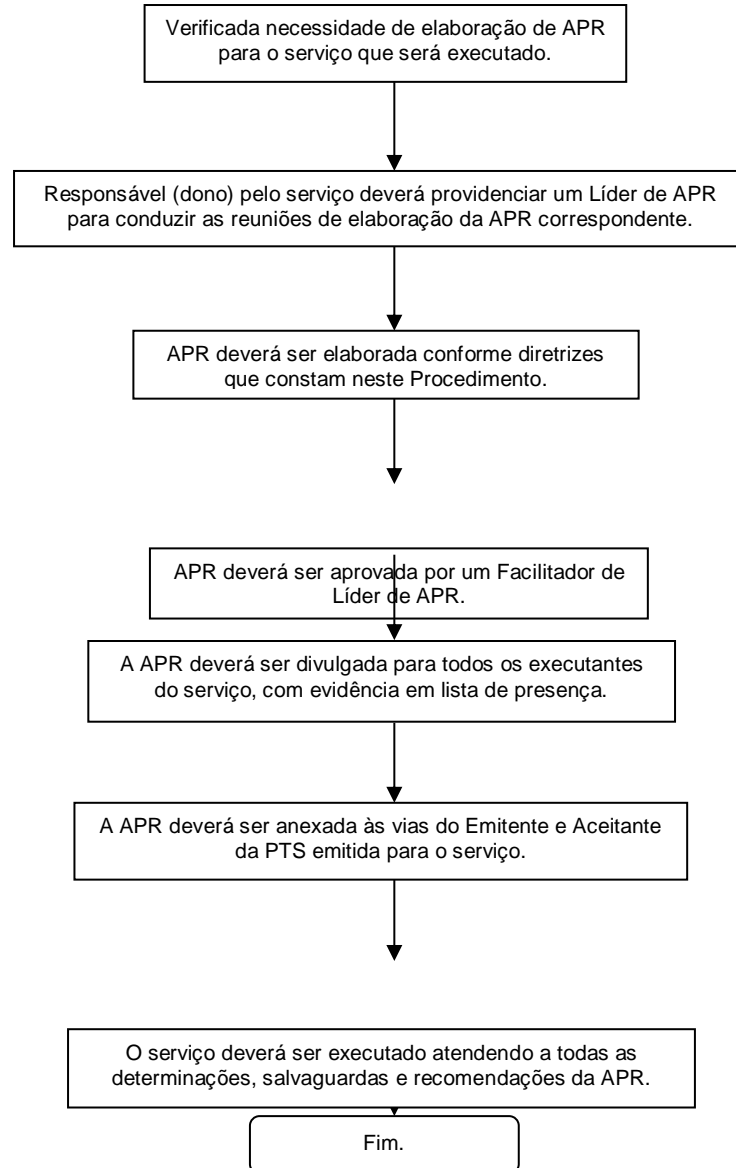 Verificada necessidade de elaboração de APR
para o serviço que será executado.
Responsável (dono) pelo serviço deverá providenciar um Líder de APR
para conduzir as reuniões de elaboração da APR correspondente.
APR deverá ser elaborada conforme diretrizes
que constam neste Procedimento.
APR deverá ser aprovada por um Facilitador de
Líder de APR.
A APR deverá ser divulgada para todos os executantes
do serviço, com evidência em lista de presença.
A APR deverá ser anexada às vias do Emitente e Aceitante
da PTS emitida para o serviço.
O serviço deverá ser executado atendendo a todas as
determinações, salvaguardas e recomendações da APR.
Fim.